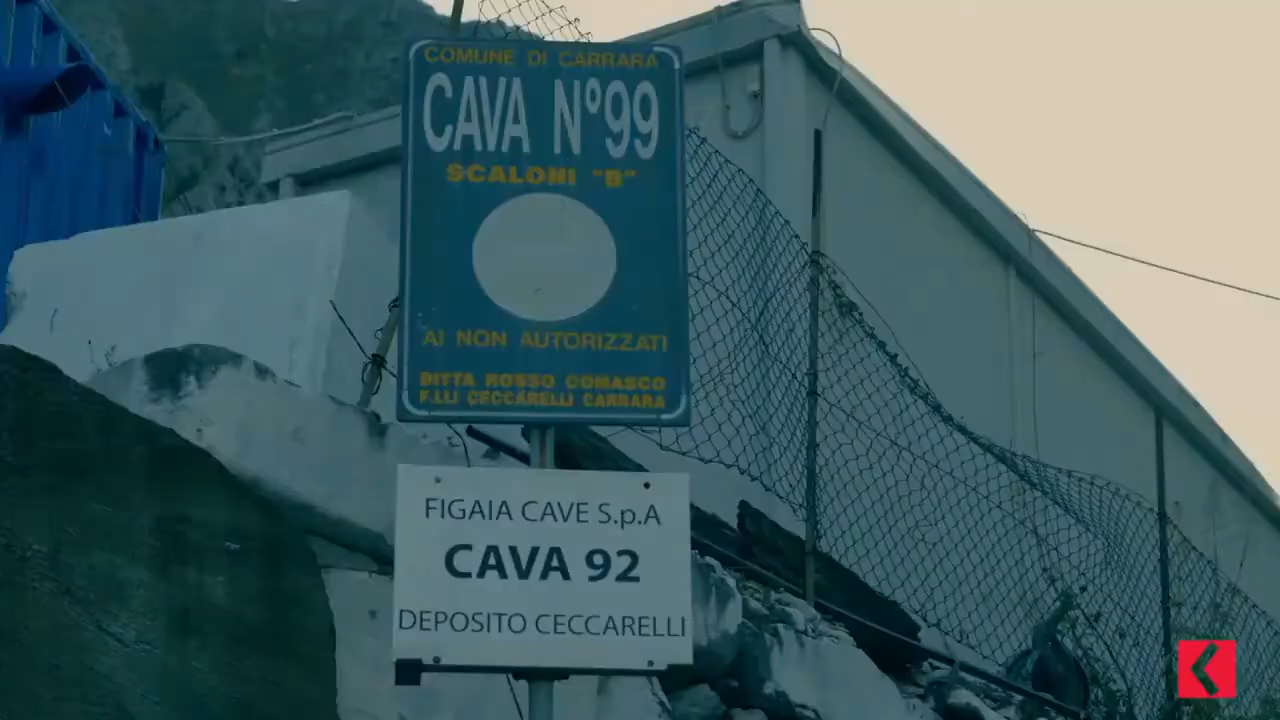 COMUNE DI CARRARA
CAVA N°99
SCALONI "B"
AI NON AUTORIZZATI
DITTA ROSSO COMASCO
F.LLI CECCARELLI CARRARA
FIGAIA CAVE S.p.A
CAVA 92
DEPOSITO CECCARELLI